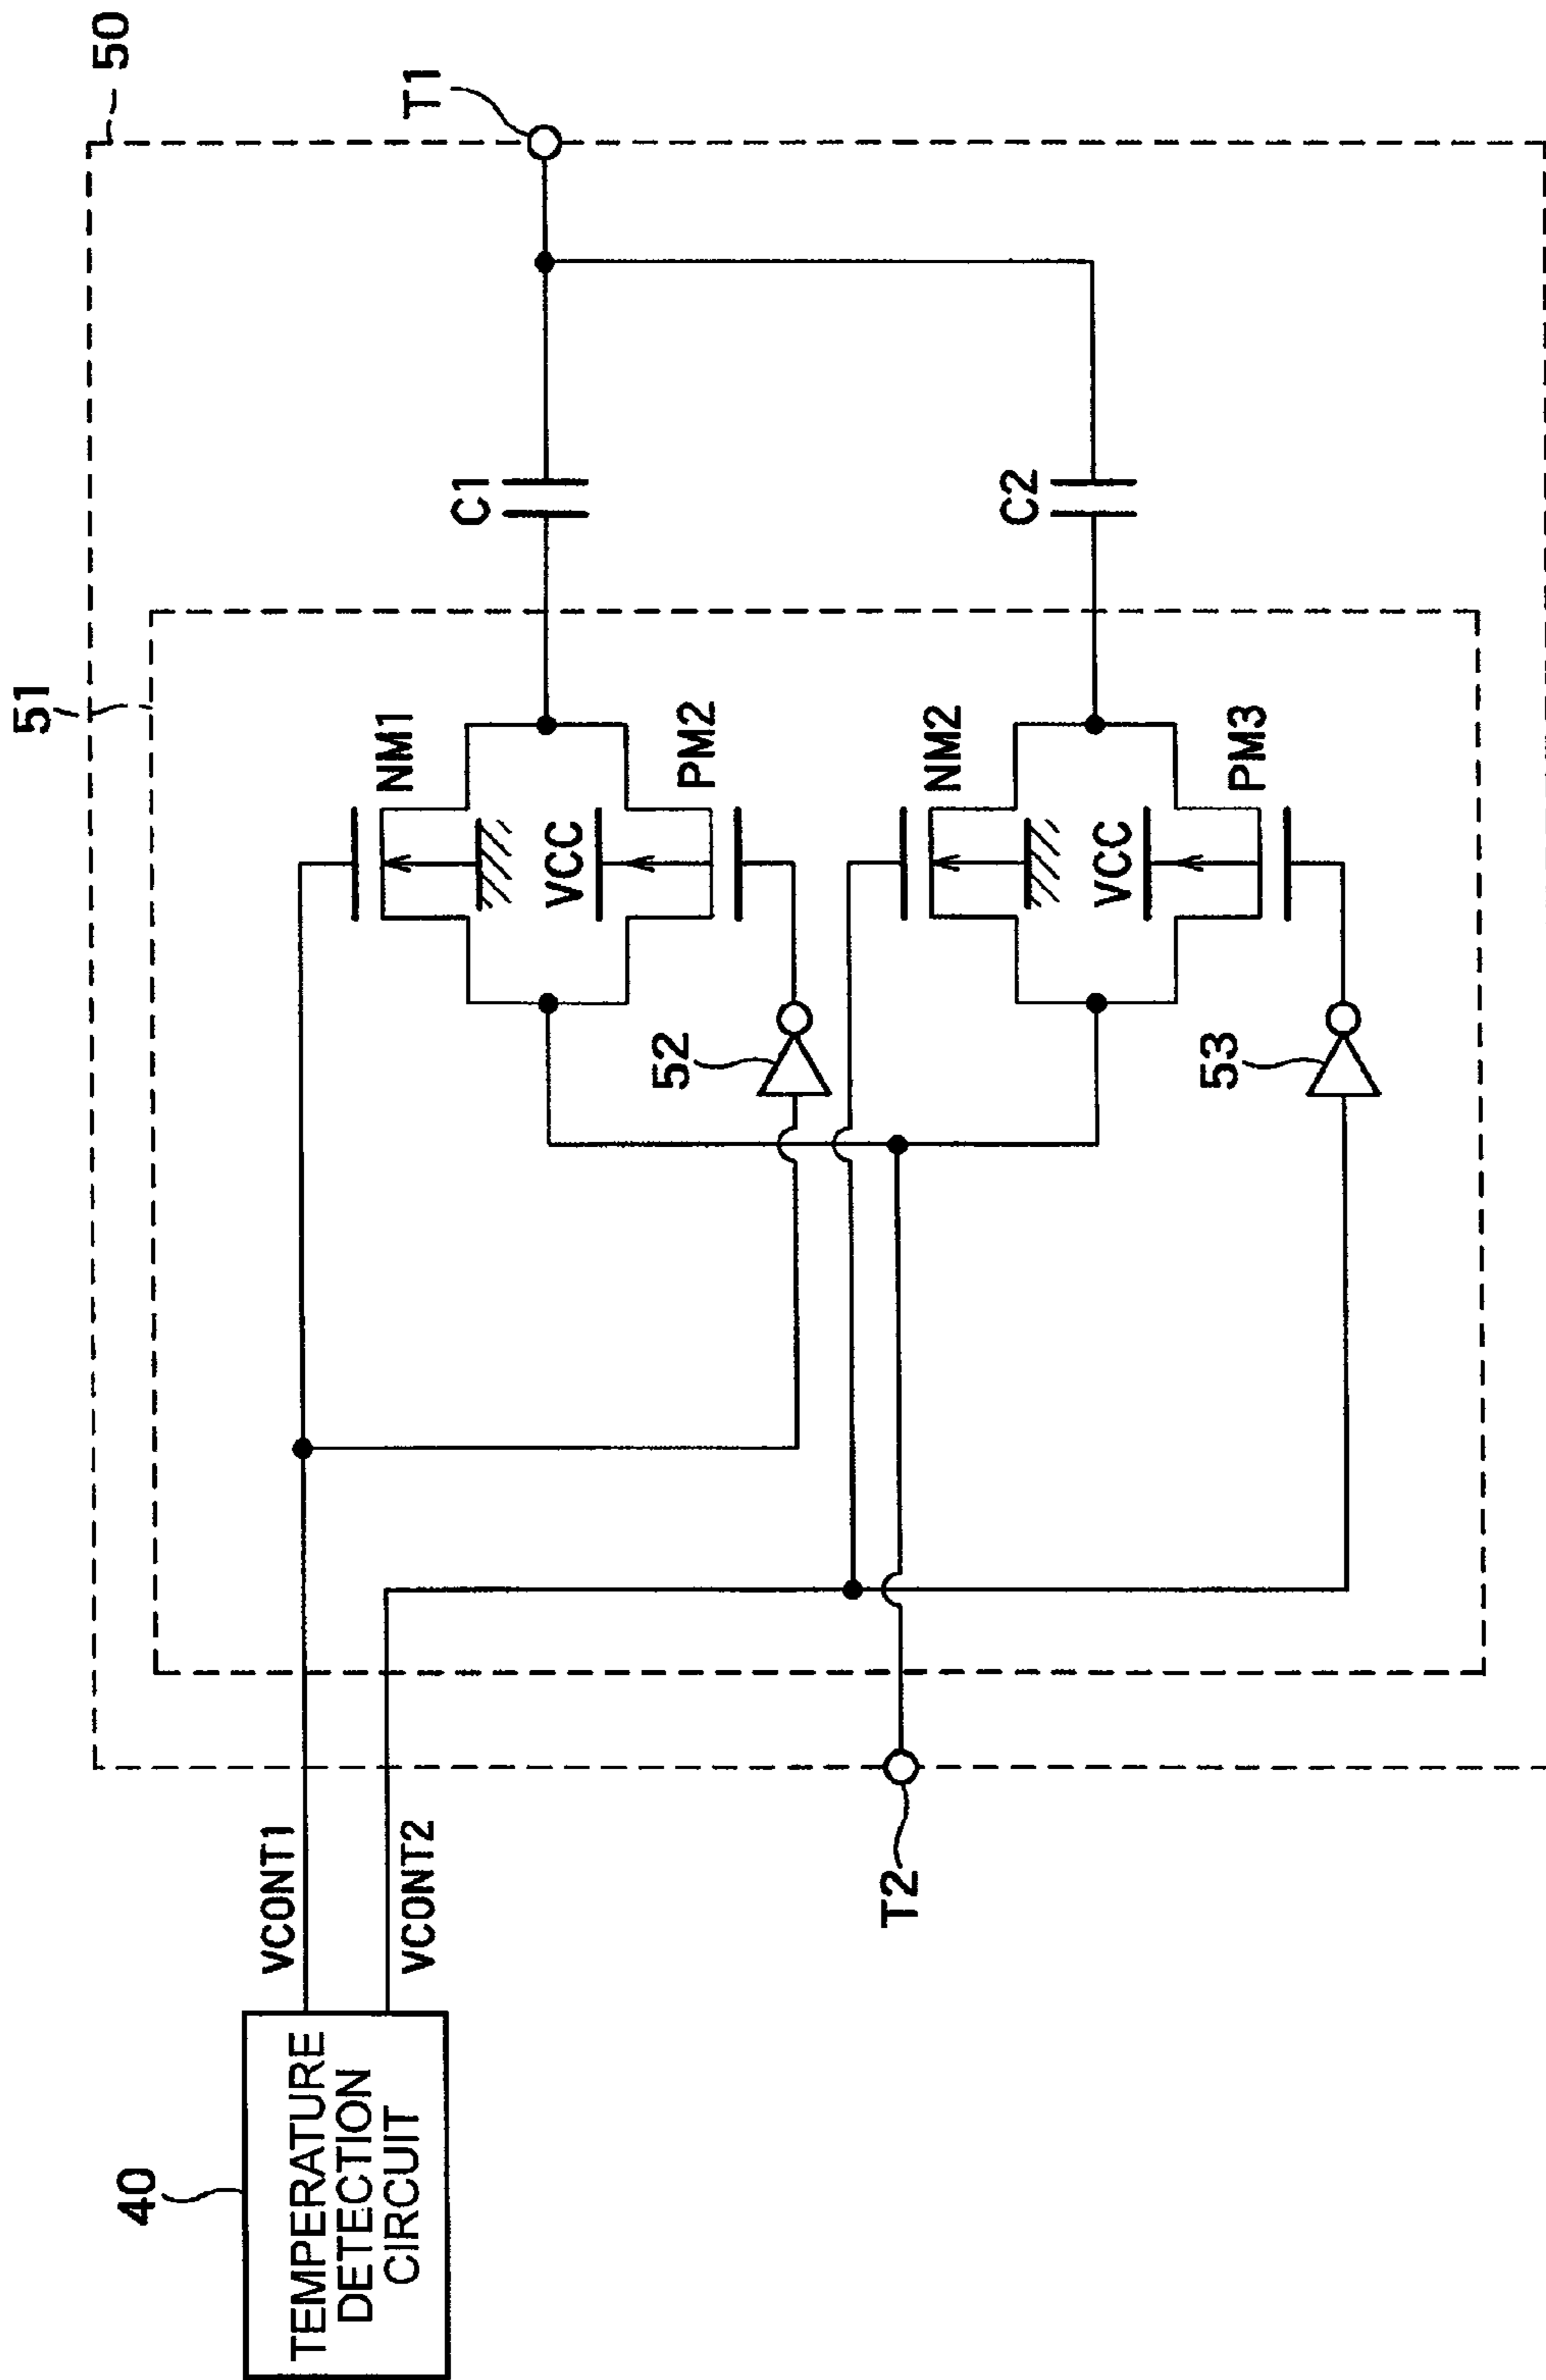 40
TEMPERATURE
DETECTION
CIRCUIT
VCONT1
VCONT2
T2
51
50
T1
NM1
VCC
PM2
52
C1
NM2
VCC
PM3
53
C2